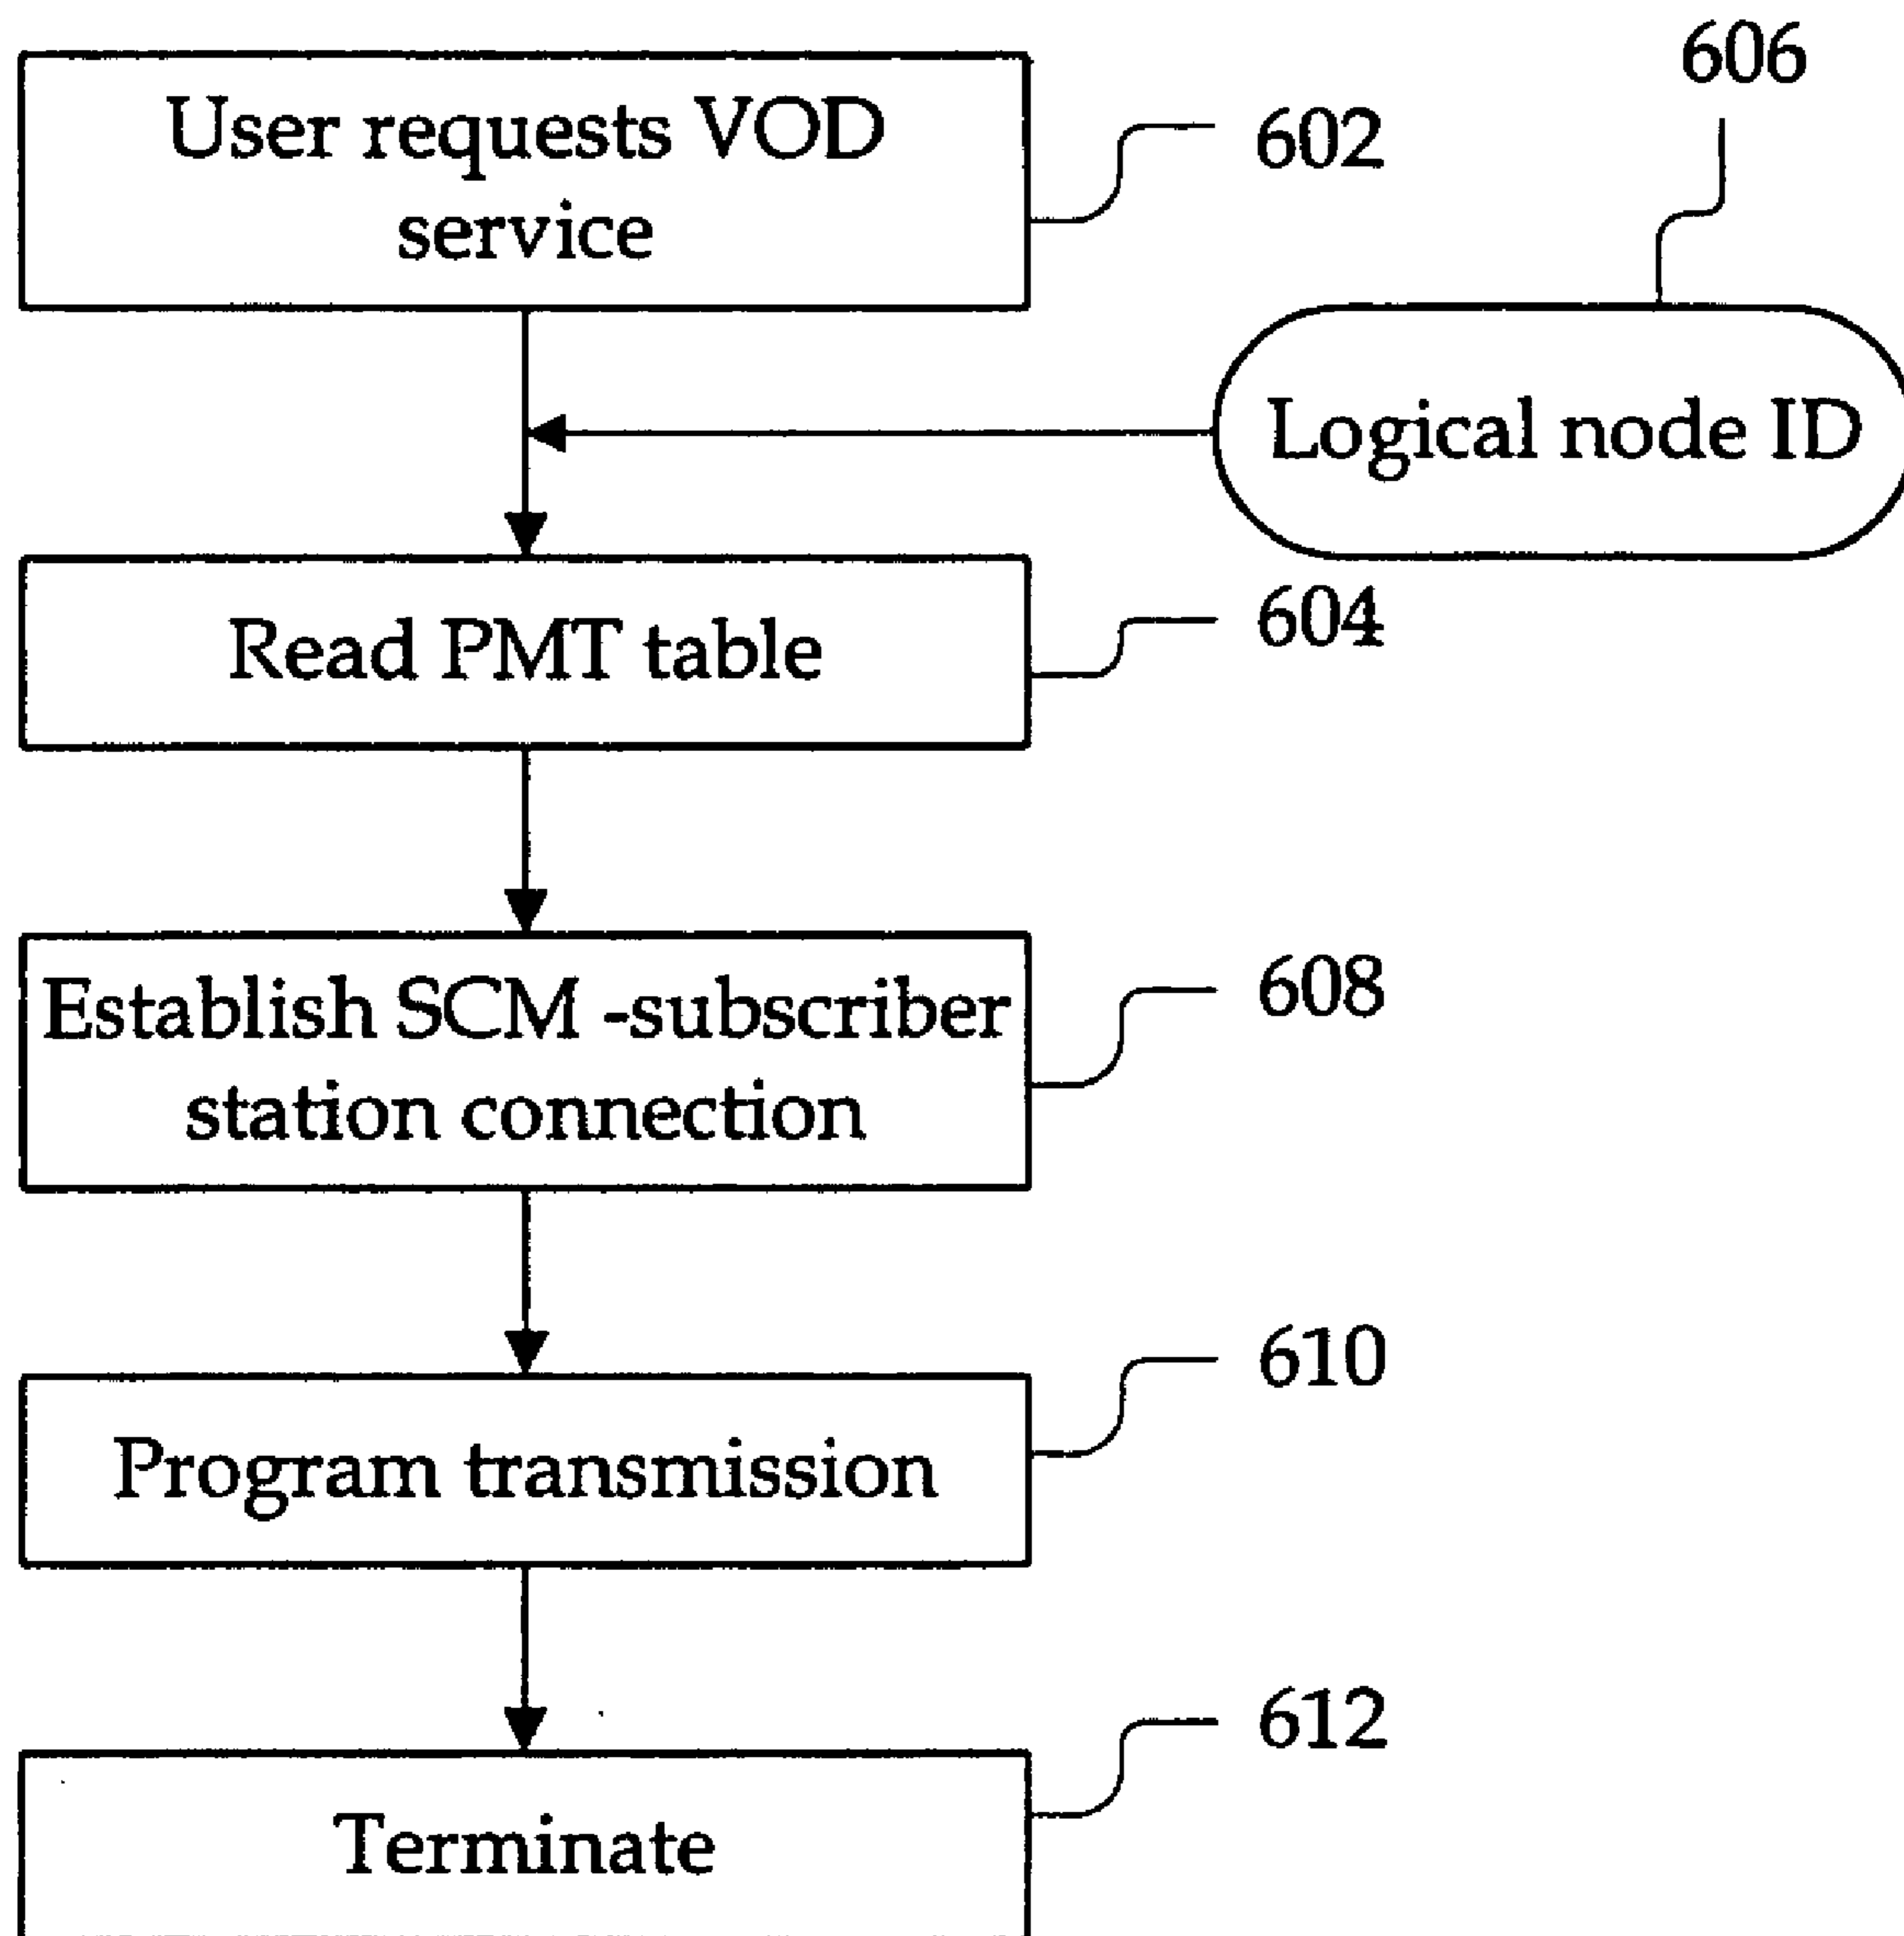 606
User requests VOD
service
602
Logical node ID
Read PMT table
604
Establish SCM -subscriber
station connection
608
Program transmission
610
Terminate
612